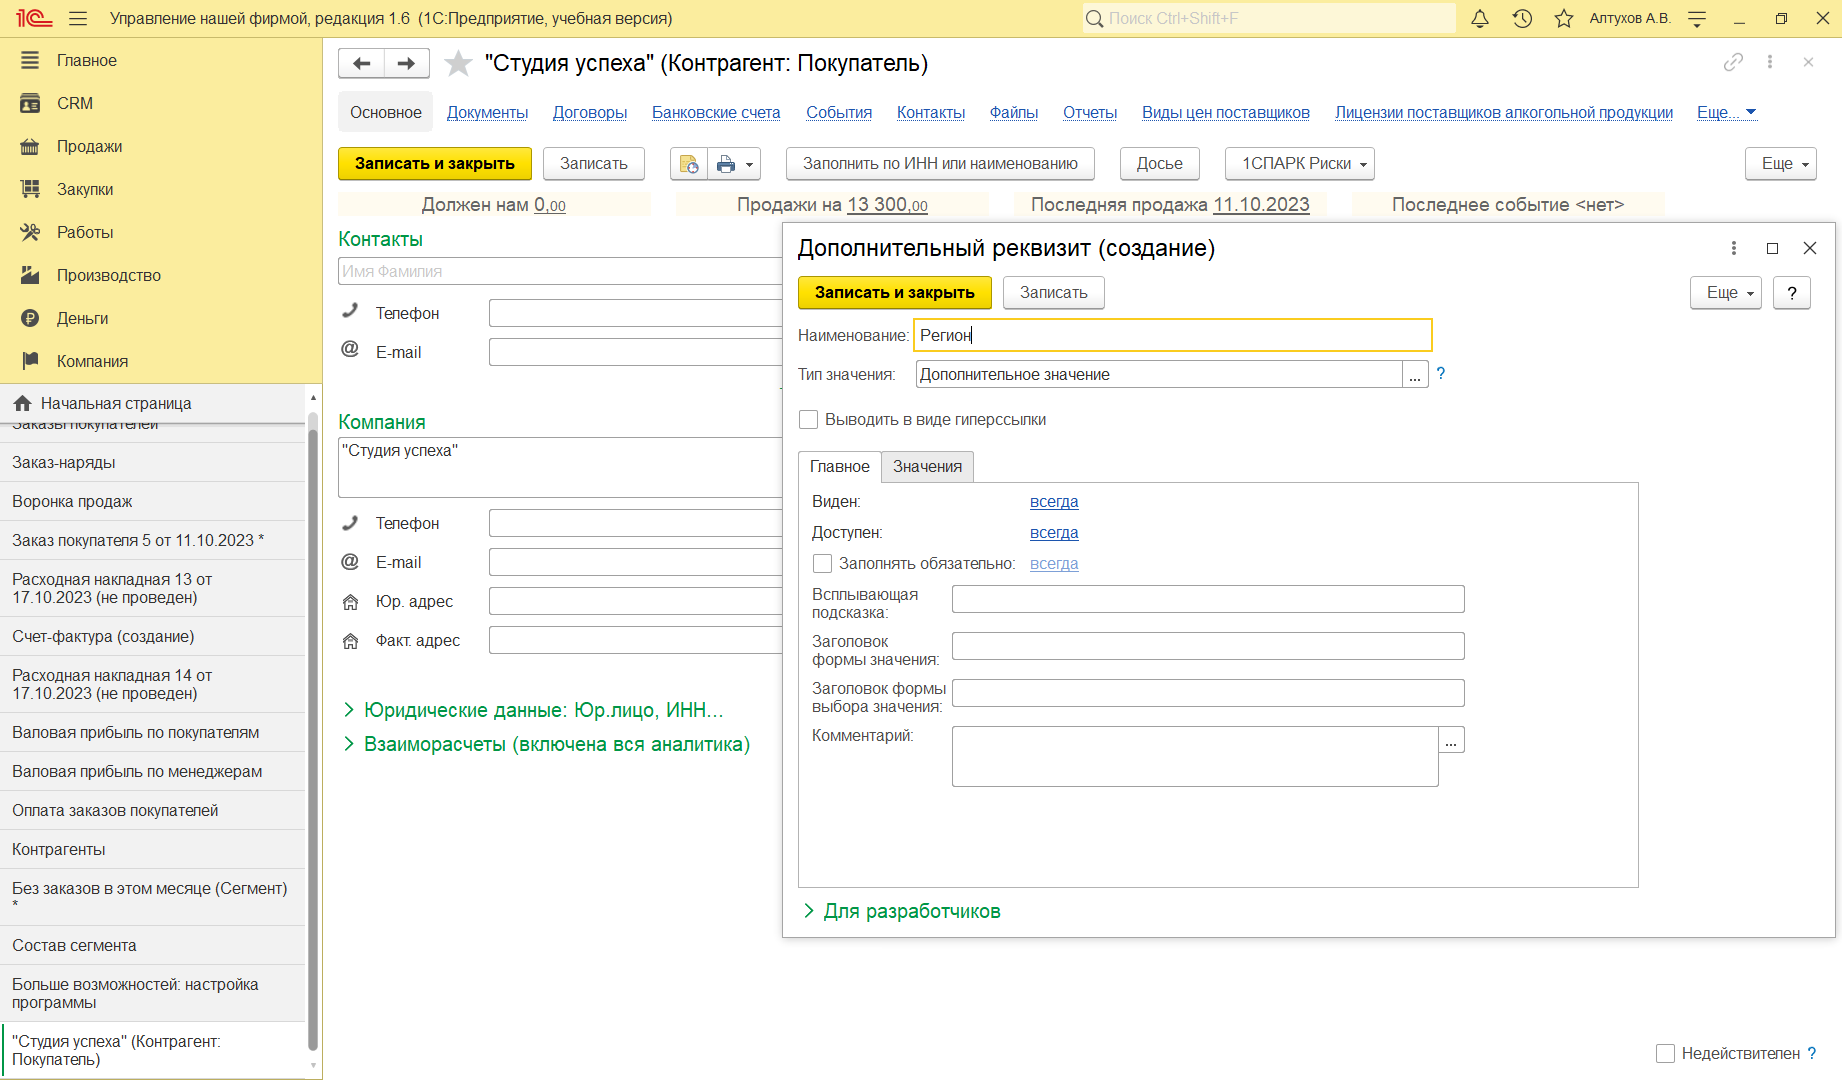 Управление нашей фирмой, редакция 1.6 (1С:Предприятие, учебная версия)
Поиск Ctrl+Shift+F
Алтухов А.В.
Главное
CRM
Продажи
Закупки
Работы
Производство
Деньги
Компания
Начальная страница
Заказы покупателей
Заказ-наряды
Воронка продаж
Заказ покупателя 5 от 11.10.2023 *
Расходная накладная 13 от
17.10.2023 (не проведен)
Счет-фактура (создание)
Расходная накладная 14 от
17.10.2023 (не проведен)
Валовая прибыль по покупателям
Валовая прибыль по менеджерам
Оплата заказов покупателей
Контрагенты
Без заказов в этом месяце (Сегмент)
*
Состав сегмента
Больше возможностей: настройка
программы
"Студия успеха" (Контрагент:
Покупатель)
"Студия успеха" (Контрагент: Покупатель)
Основное Документы Договоры Банковские счета События Контакты Файлы Отчеты Виды цен поставщиков Лицензии поставщиков алкогольной продукции Еще...
Записать и закрыть Записать Заполнить по ИНН или наименованию Досье 1СПАРК Риски Еще
Должен нам 0,00 Продажи на 13 300,00 Последняя продажа 11.10.2023 Последнее событие <нет>
Контакты
Имя Фамилия
Телефон
E-mail
Компания
"Студия успеха"
Телефон
E-mail
Юр. адрес
Факт. адрес
Юридические данные: Юр.лицо, ИНН...
Взаиморасчеты (включена вся аналитика)
Дополнительный реквизит (создание)
Записать и закрыть Записать Еще ?
Наименование: Регион
Тип значения: Дополнительное значение ... ?
Выводить в виде гиперссылки
Главное Значения
Виден: всегда
Доступен: всегда
Заполнять обязательно: всегда
Всплывающая
подсказка:
Заголовок
формы значения:
Заголовок формы
выбора значения:
Комментарий: ...
Для разработчиков
Недействителен ?